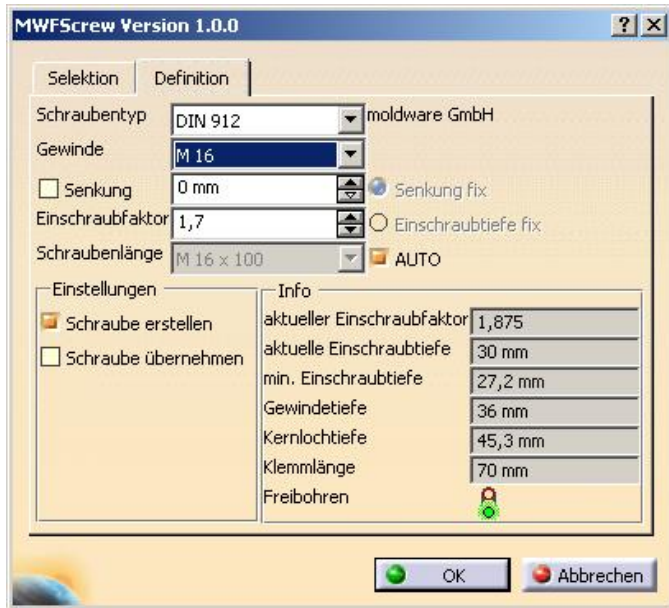 MWFScrew Version 1.0.0
Selektion Definition
Schraubentyp DIN 912 moldware GmbH
Gewinde M 16
Senkung 0 mm Senkung fix
Einschraubfaktor 1,7 Einschraubtiefe fix
Schraubenlänge M 16 x 100 AUTO
Einstellungen
Schraube erstellen
Schraube übernehmen
Info
aktueller Einschraubfaktor 1,875
aktuelle Einschraubtiefe 30 mm
min. Einschraubtiefe 27,2 mm
Gewindetiefe 36 mm
Kernlochtiefe 45,3 mm
Klemmlänge 70 mm
Freibohren
OK Abbrechen